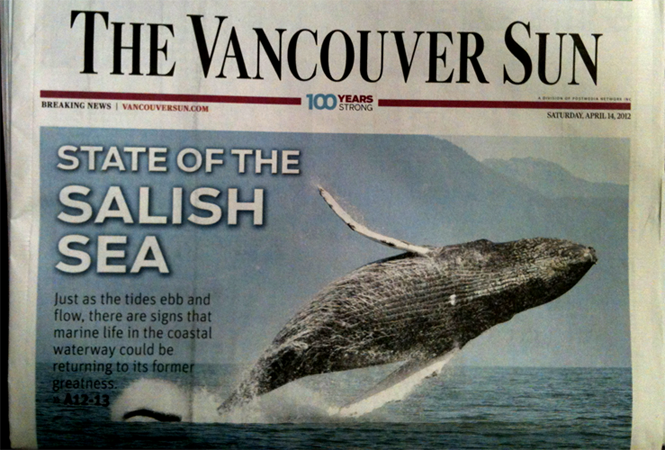 THE VANCOUVER SUN
BREAKING NEWS | VANCOUVERSUN.COM
100 YEARS STRONG
A DIVISION OF POSTMEDIA NETWORK INC.
SATURDAY, APRIL 14, 2012
STATE OF THE
SALISH
SEA
Just as the tides ebb and
flow, there are signs that
marine life in the coastal
waterway could be
returning to its former
greatness.
» A12-13